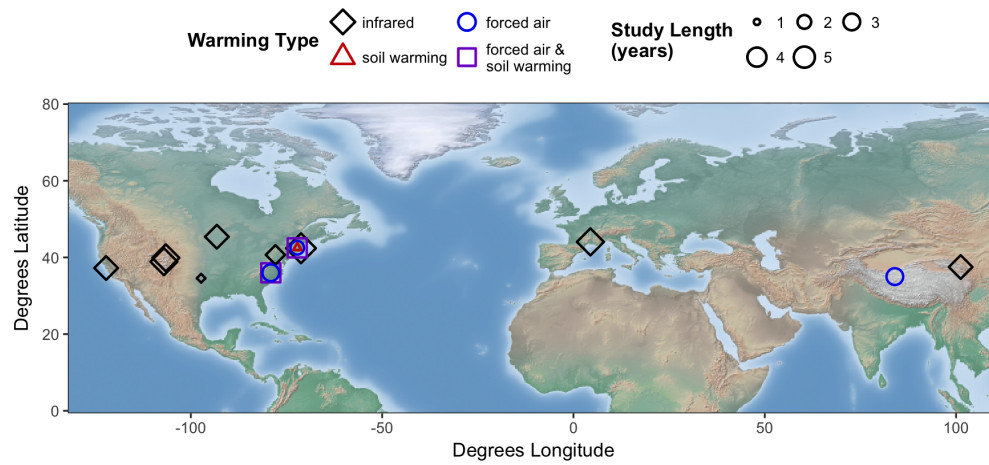 Warming Type
infrared
forced air
soil warming
forced air &
soil warming
Study Length
(years)
1
2
3
4
5
Degrees Latitude
80
60
40
20
0
-100
-50
0
50
100
Degrees Longitude